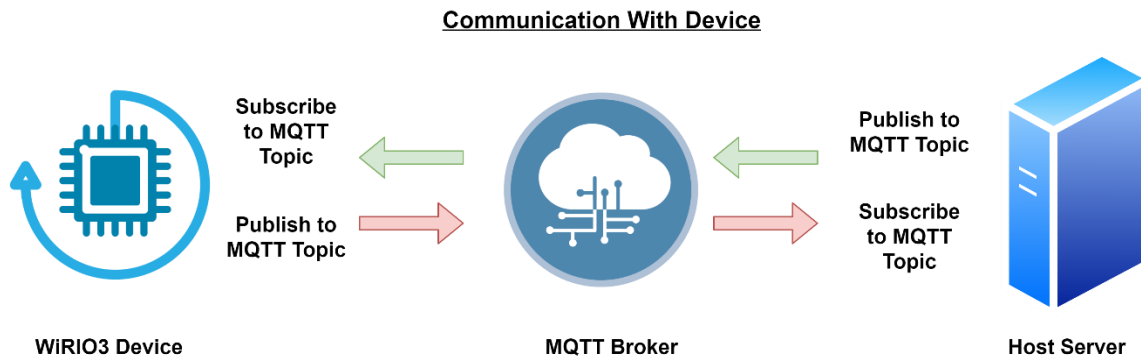 Communication With Device
Subscribe
to MQTT
Topic
Publish to
MQTT Topic
Publish to
MQTT Topic
Subscribe
to MQTT
Topic
WiRIO3 Device
MQTT Broker
Host Server